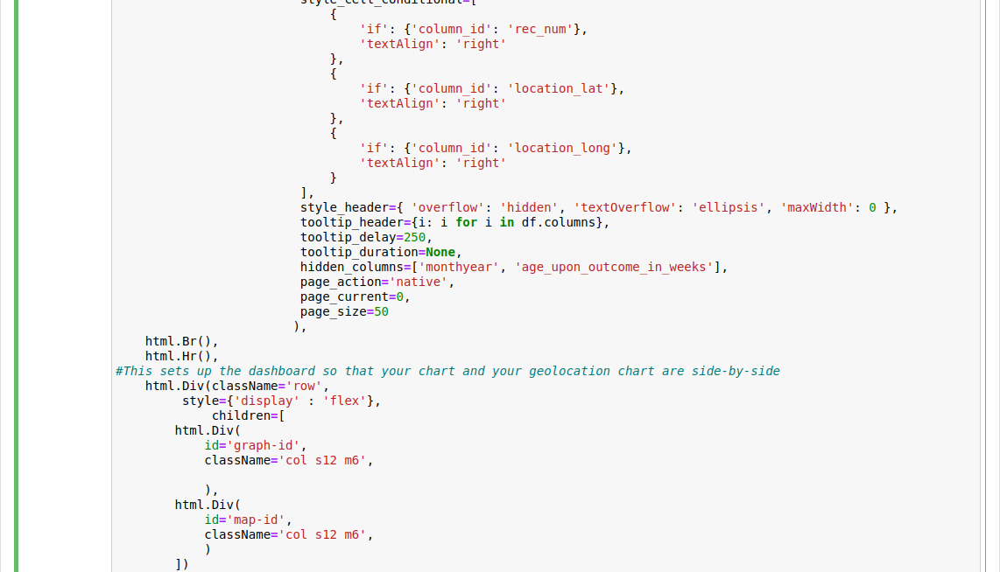 style_cell_conditional=[
{
'if': {'column_id': 'rec_num'},
'textAlign': 'right'
},
{
'if': {'column_id': 'location_lat'},
'textAlign': 'right'
},
{
'if': {'column_id': 'location_long'},
'textAlign': 'right'
}
],
style_header={ 'overflow': 'hidden', 'textOverflow': 'ellipsis', 'maxWidth': 0 },
tooltip_header={i: i for i in df.columns},
tooltip_delay=250,
tooltip_duration=None,
hidden_columns=['monthyear', 'age_upon_outcome_in_weeks'],
page_action='native',
page_current=0,
page_size=50
),
html.Br(),
html.Hr(),
#This sets up the dashboard so that your chart and your geolocation chart are side-by-side
html.Div(className='row',
style={'display' : 'flex'},
children=[
html.Div(
id='graph-id',
className='col s12 m6',
),
html.Div(
id='map-id',
className='col s12 m6',
)
])